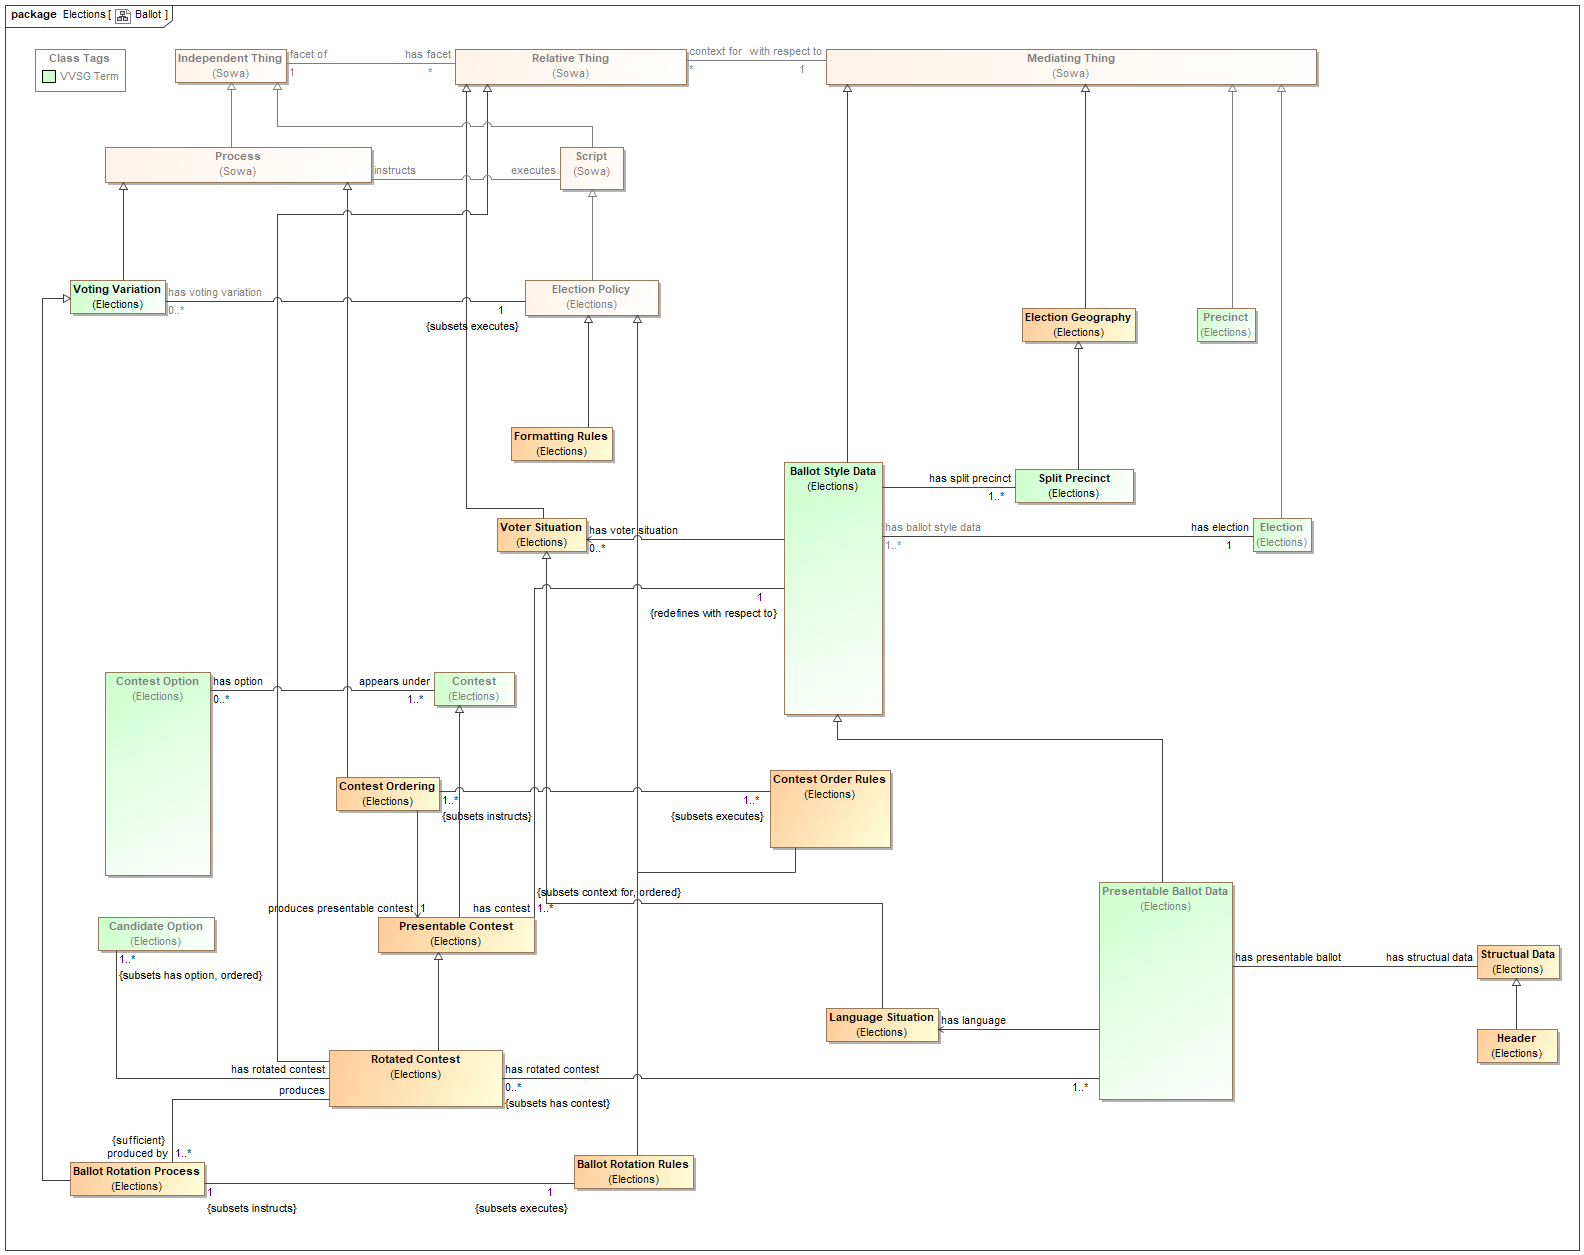 package Elections [ Ballot ]
Class Tags
VVSG Term
Independent Thing
(Sowa)
facet of
1
has facet
*
Relative Thing
(Sowa)
context for
*
with respect to
1
Mediating Thing
(Sowa)
Process
(Sowa)
instructs
executes
Script
(Sowa)
Voting Variation
(Elections)
has voting variation
0..*
1
{subsets executes}
Election Policy
(Elections)
Election Geography
(Elections)
Precinct
(Elections)
Formatting Rules
(Elections)
Ballot Style Data
(Elections)
has split precinct
1..*
Split Precinct
(Elections)
Voter Situation
(Elections)
has voter situation
0..*
has ballot style data
1..*
has election
1
Election
(Elections)
1
{redefines with respect to}
Contest Option
(Elections)
has option
0..*
appears under
1..*
Contest
(Elections)
Contest Ordering
(Elections)
1..*
{subsets instructs}
1..*
{subsets executes}
Contest Order Rules
(Elections)
{subsets context for, ordered}
produces presentable contest
1
has contest
1..*
Presentable Contest
(Elections)
Presentable Ballot Data
(Elections)
Candidate Option
(Elections)
1..*
{subsets has option, ordered}
has presentable ballot
has structual data
Structual Data
(Elections)
Language Situation
(Elections)
has language
Header
(Elections)
Rotated Contest
(Elections)
has rotated contest
produces
has rotated contest
0..*
{subsets has contest}
1..*
{sufficient}
produced by
1..*
Ballot Rotation Process
(Elections)
1
{subsets instructs}
1
{subsets executes}
Ballot Rotation Rules
(Elections)